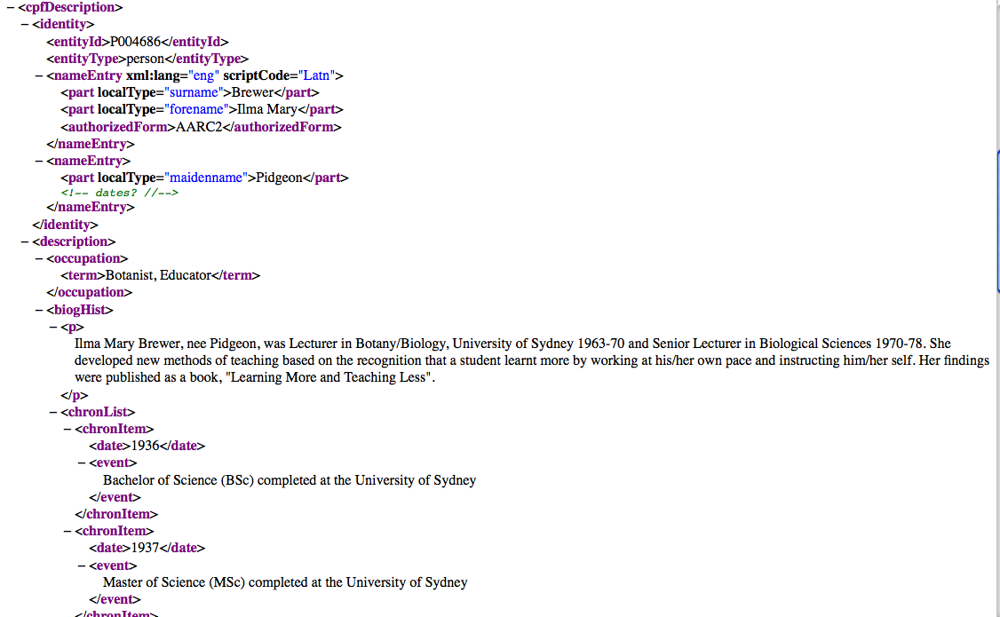 – <cpfDescription>
– <identity>
<entityId>P004686</entityId>
<entityType>person</entityType>
– <nameEntry xml:lang="eng" scriptCode="Latn">
<part localType="surname">Brewer</part>
<part localType="forename">Ilma Mary</part>
<authorizedForm>AARC2</authorizedForm>
</nameEntry>
– <nameEntry>
<part localType="maidenname">Pidgeon</part>
<!-- dates? //-->
</nameEntry>
</identity>
– <description>
– <occupation>
<term>Botanist, Educator</term>
</occupation>
– <biogHist>
– <p>
Ilma Mary Brewer, nee Pidgeon, was Lecturer in Botany/Biology, University of Sydney 1963-70 and Senior Lecturer in Biological Sciences 1970-78. She
developed new methods of teaching based on the recognition that a student learnt more by working at his/her own pace and instructing him/her self. Her findings
were published as a book, "Learning More and Teaching Less".
</p>
– <chronList>
– <chronItem>
<date>1936</date>
– <event>
Bachelor of Science (BSc) completed at the University of Sydney
</event>
</chronItem>
– <chronItem>
<date>1937</date>
– <event>
Master of Science (MSc) completed at the University of Sydney
</event>
</chronItem>